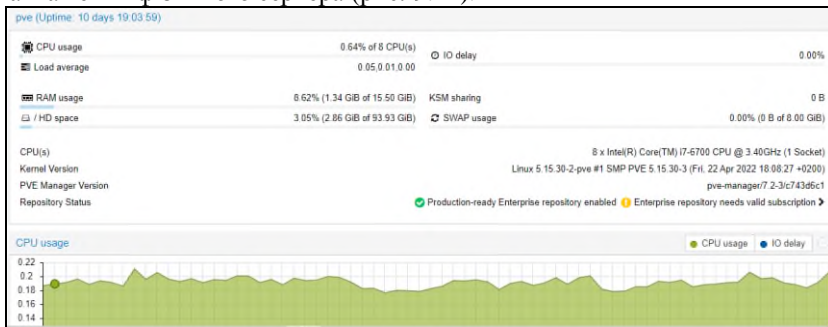 pve (Uptime: 10 days 19:03:59)
CPU usage 0.64% of 8 CPU(s)
IO delay 0.00%
Load average 0.05,0.01,0.00
RAM usage 8.62% (1.34 GiB of 15.50 GiB)
KSM sharing 0 B
/ HD space 3.05% (2.86 GiB of 93.93 GiB)
SWAP usage 0.00% (0 B of 8.00 GiB)
CPU(s) 8 x Intel(R) Core(TM) i7-6700 CPU @ 3.40GHz (1 Socket)
Kernel Version Linux 5.15.30-2-pve #1 SMP PVE 5.15.30-3 (Fri, 22 Apr 2022 18:08:27 +0200)
PVE Manager Version pve-manager/7.2-3/c743d6c1
Repository Status Production-ready Enterprise repository enabled Enterprise repository needs valid subscription
CPU usage
CPU usage IO delay
0.22
0.2
0.18
0.16
0.14